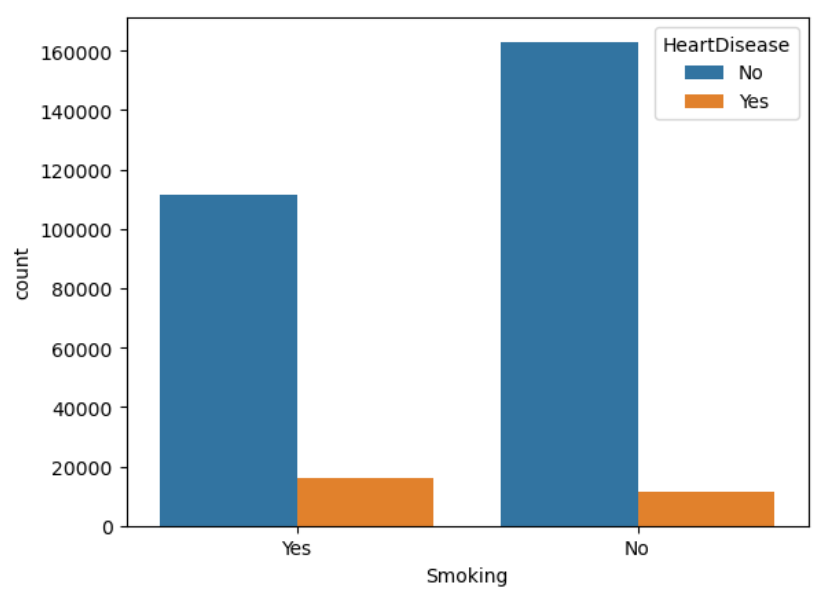 HeartDisease
No
Yes
160000
140000
120000
100000
80000
60000
40000
20000
0
count
Yes
No
Smoking